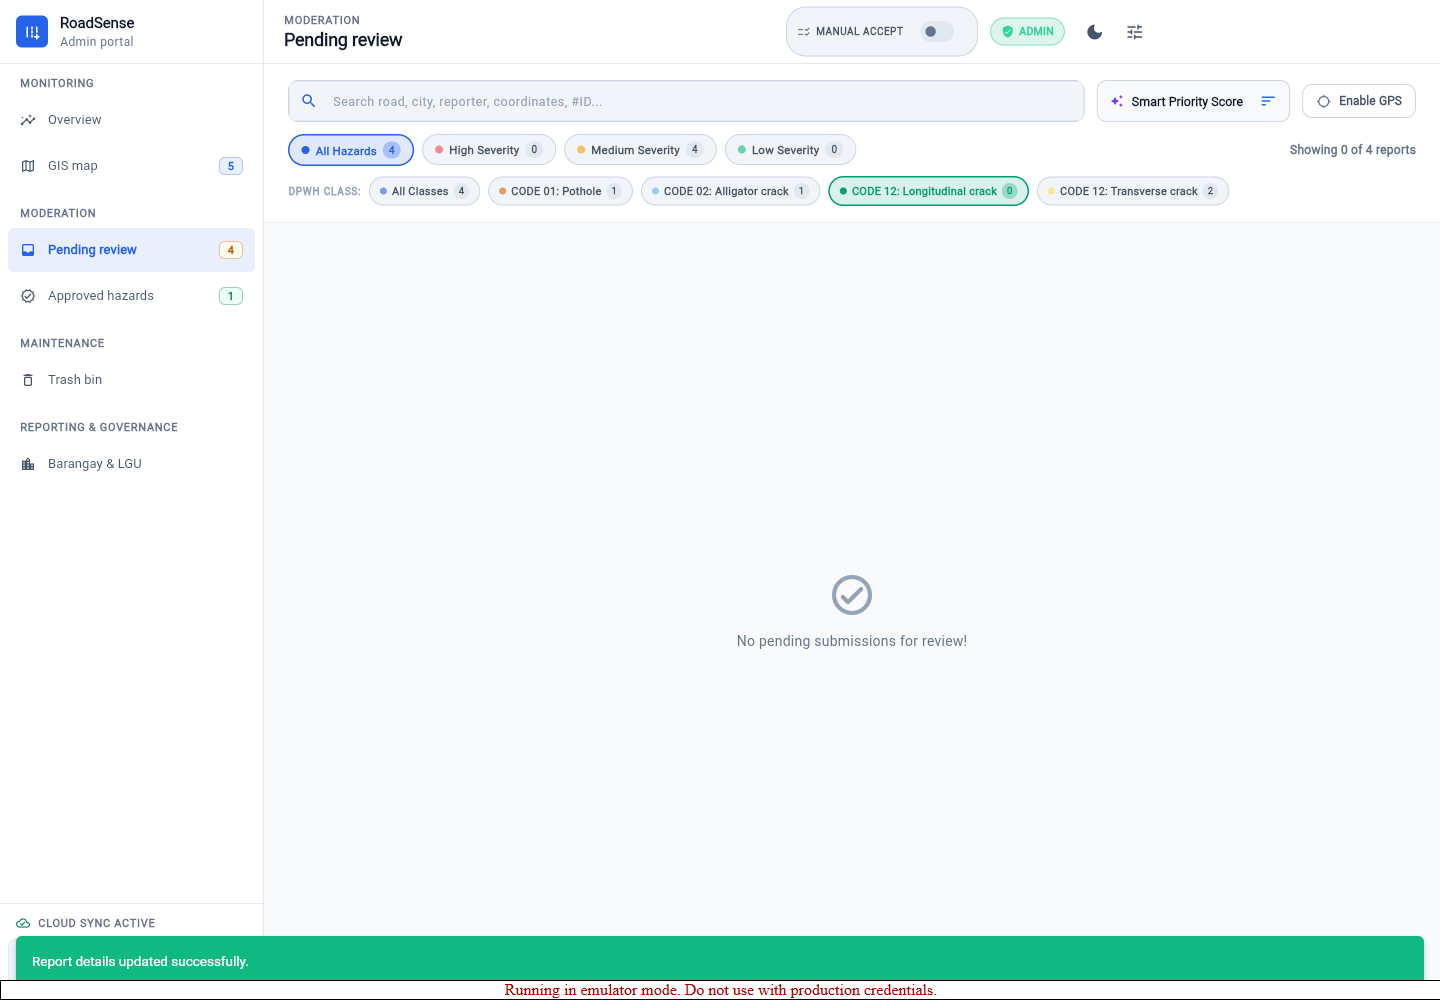 RoadSense
Admin portal
MONITORING
Overview
GIS map 5
MODERATION
Pending review 4
Approved hazards 1
MAINTENANCE
Trash bin
REPORTING & GOVERNANCE
Barangay & LGU
CLOUD SYNC ACTIVE
MODERATION
Pending review
MANUAL ACCEPT
ADMIN
Search road, city, reporter, coordinates, #ID...
Smart Priority Score
Enable GPS
All Hazards 4 High Severity 0 Medium Severity 4 Low Severity 0
Showing 0 of 4 reports
DPWH CLASS: All Classes 4 CODE 01: Pothole 1 CODE 02: Alligator crack 1 CODE 12: Longitudinal crack 0 CODE 12: Transverse crack 2
No pending submissions for review!
Report details updated successfully.
Running in emulator mode. Do not use with production credentials.